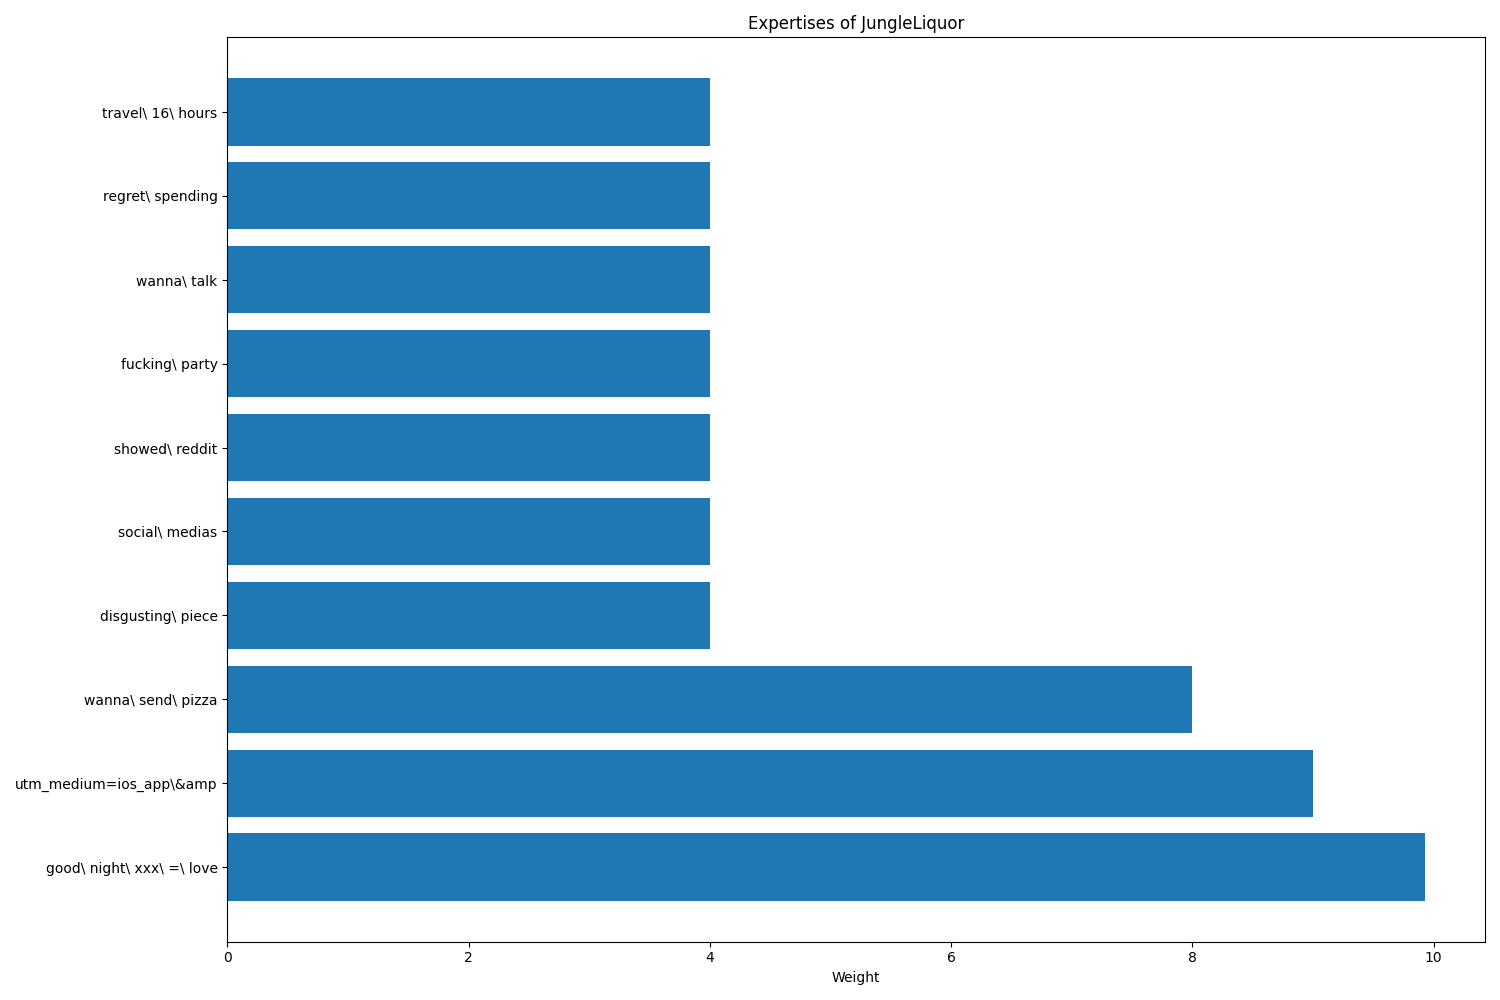 Expertises of JungleLiquor
travel\ 16\ hours
regret\ spending
wanna\ talk
fucking\ party
showed\ reddit
social\ medias
disgusting\ piece
wanna\ send\ pizza
utm_medium=ios_app\&amp
good\ night\ xxx\ =\ love
0 2 4 6 8 10
Weight